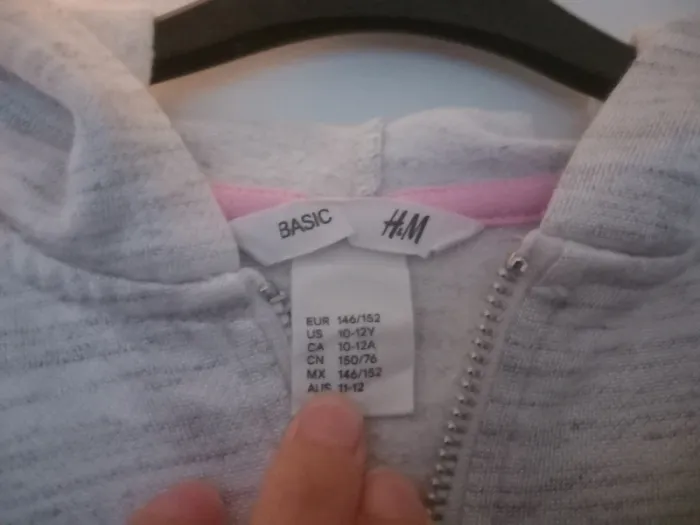 BASIC
H&M
EUR 146/152
US 10-12Y
CA 10-12A
CN 150/76
MX 146/152
AUS 11-12